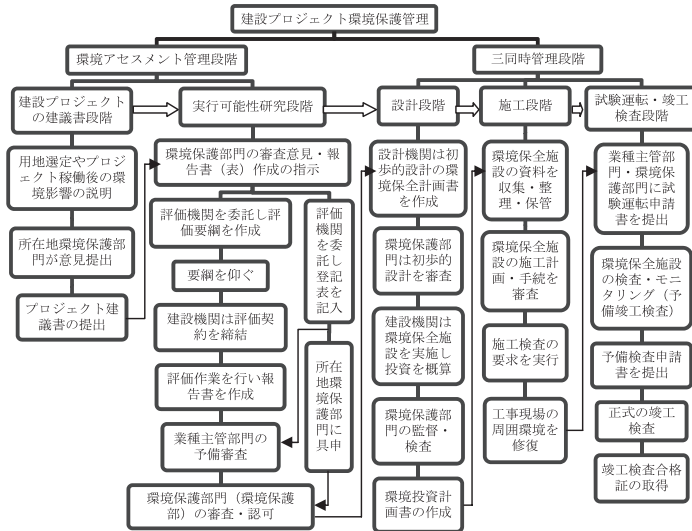 建設プロジェクト環境保護管理
環境アセスメント管理段階
三同時管理段階
建設プロジェクト
の建議書段階
実行可能性研究段階
設計段階
施工段階
試験運転・竣工
検査段階
用地選定やプロジ
ェクト稼働後の環
境影響の説明
所在地環境保護部
門が意見提出
プロジェクト建
議書の提出
環境保護部門の審査意見・報
告書（表）作成の指示
評価機関を委託し評
価要綱を作成
要綱を仰ぐ
建設機関は評価契
約を締結
評価作業を行い報
告書を作成
業種主管部門の
予備審査
環境保護部門（環境保護
部）の審査・認可
評価機関を委託し登記表を記入
所在地環境保護部門に具申
設計機関は初
歩的設計の環
境保全計画書
を作成
環境保護部
門は初歩的
設計を審査
建設機関は
環境保全施
設を実施し
投資を概算
環境保護部
門の監督・
検査
環境投資計
画書の作成
環境保全施
設の資料を
収集・整
理・保管
環境保全施
設の施工計
画・手続を
審査
施工検査の
要求を実行
工事現場の
周囲環境を
修復
業種主管部
門・環境保
護部門に試
験運転申請
書を提出
環境保全施設
の検査・モニ
タリング（予
備竣工検査）
予備検査申請
書を提出
正式の竣工
検査
竣工検査合格
証の取得